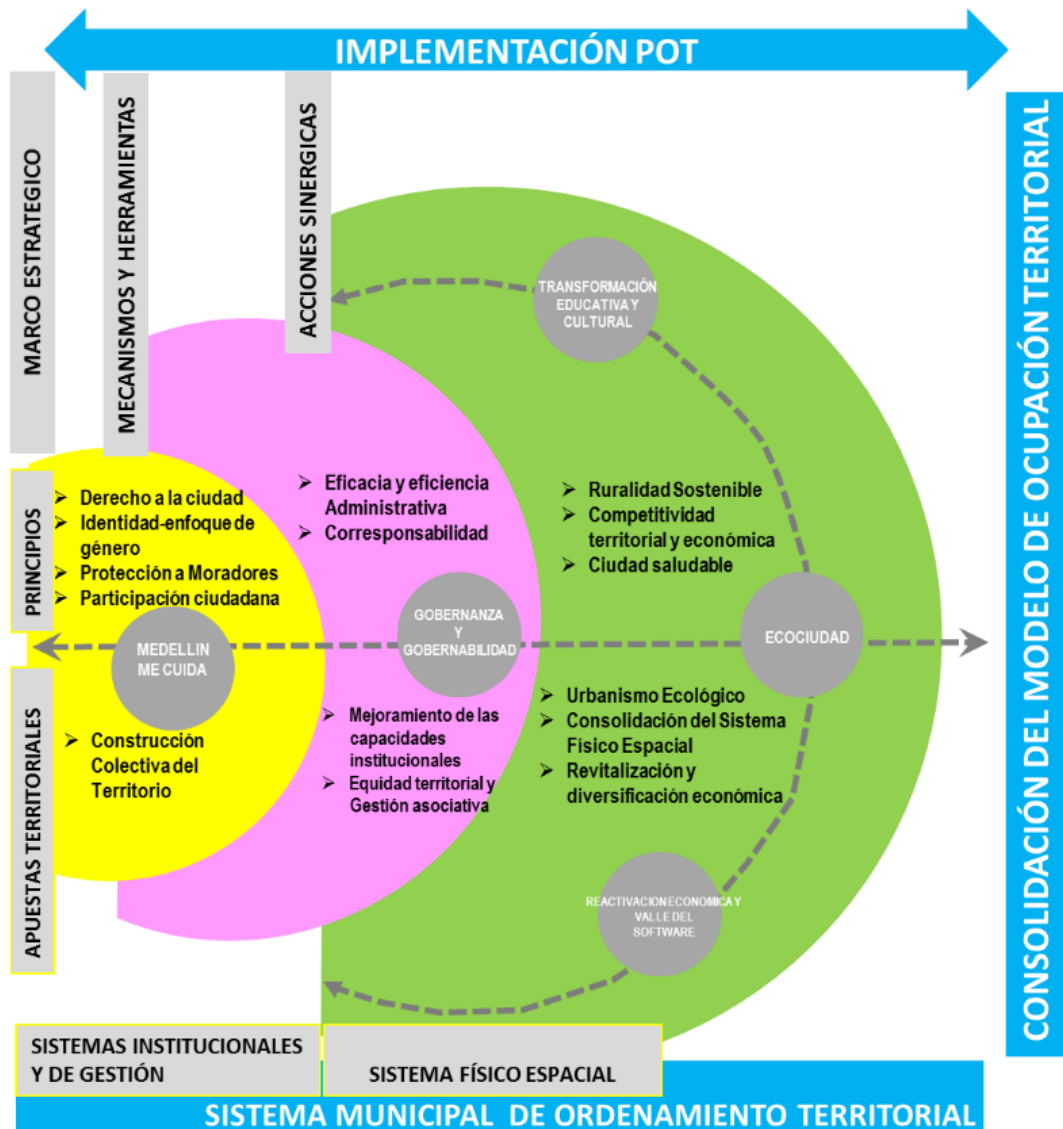 IMPLEMENTACIÓN POT
MARCO ESTRATEGICO
MECANISMOS Y HERRAMIENTAS
ACCIONES SINERGICAS
CONSOLIDACIÓN DEL MODELO DE OCUPACIÓN TERRITORIAL
TRANSFORMACIÓN
EDUCATIVA Y
CULTURAL
PRINCIPIOS
➢ Derecho a la ciudad
➢ Identidad-enfoque de
género
➢ Protección a Moradores
➢ Participación ciudadana
➢ Eficacia y eficiencia
Administrativa
➢ Corresponsabilidad
➢ Ruralidad Sostenible
➢ Competitividad
territorial y económica
➢ Ciudad saludable
MEDELLIN
ME CUIDA
GOBERNANZA
Y
GOBERNABILIDAD
ECOCIUDAD
APUESTAS TERRITORIALES
➢ Construcción
Colectiva del
Territorio
➢ Mejoramiento de las
capacidades
institucionales
➢ Equidad territorial y
Gestión asociativa
➢ Urbanismo Ecológico
➢ Consolidación del Sistema
Físico Espacial
➢ Revitalización y
diversificación económica
REACTIVACION ECONOMICA Y
VALLE DEL
SOFTWARE
SISTEMAS INSTITUCIONALES
Y DE GESTIÓN
SISTEMA FÍSICO ESPACIAL
SISTEMA MUNICIPAL DE ORDENAMIENTO TERRITORIAL